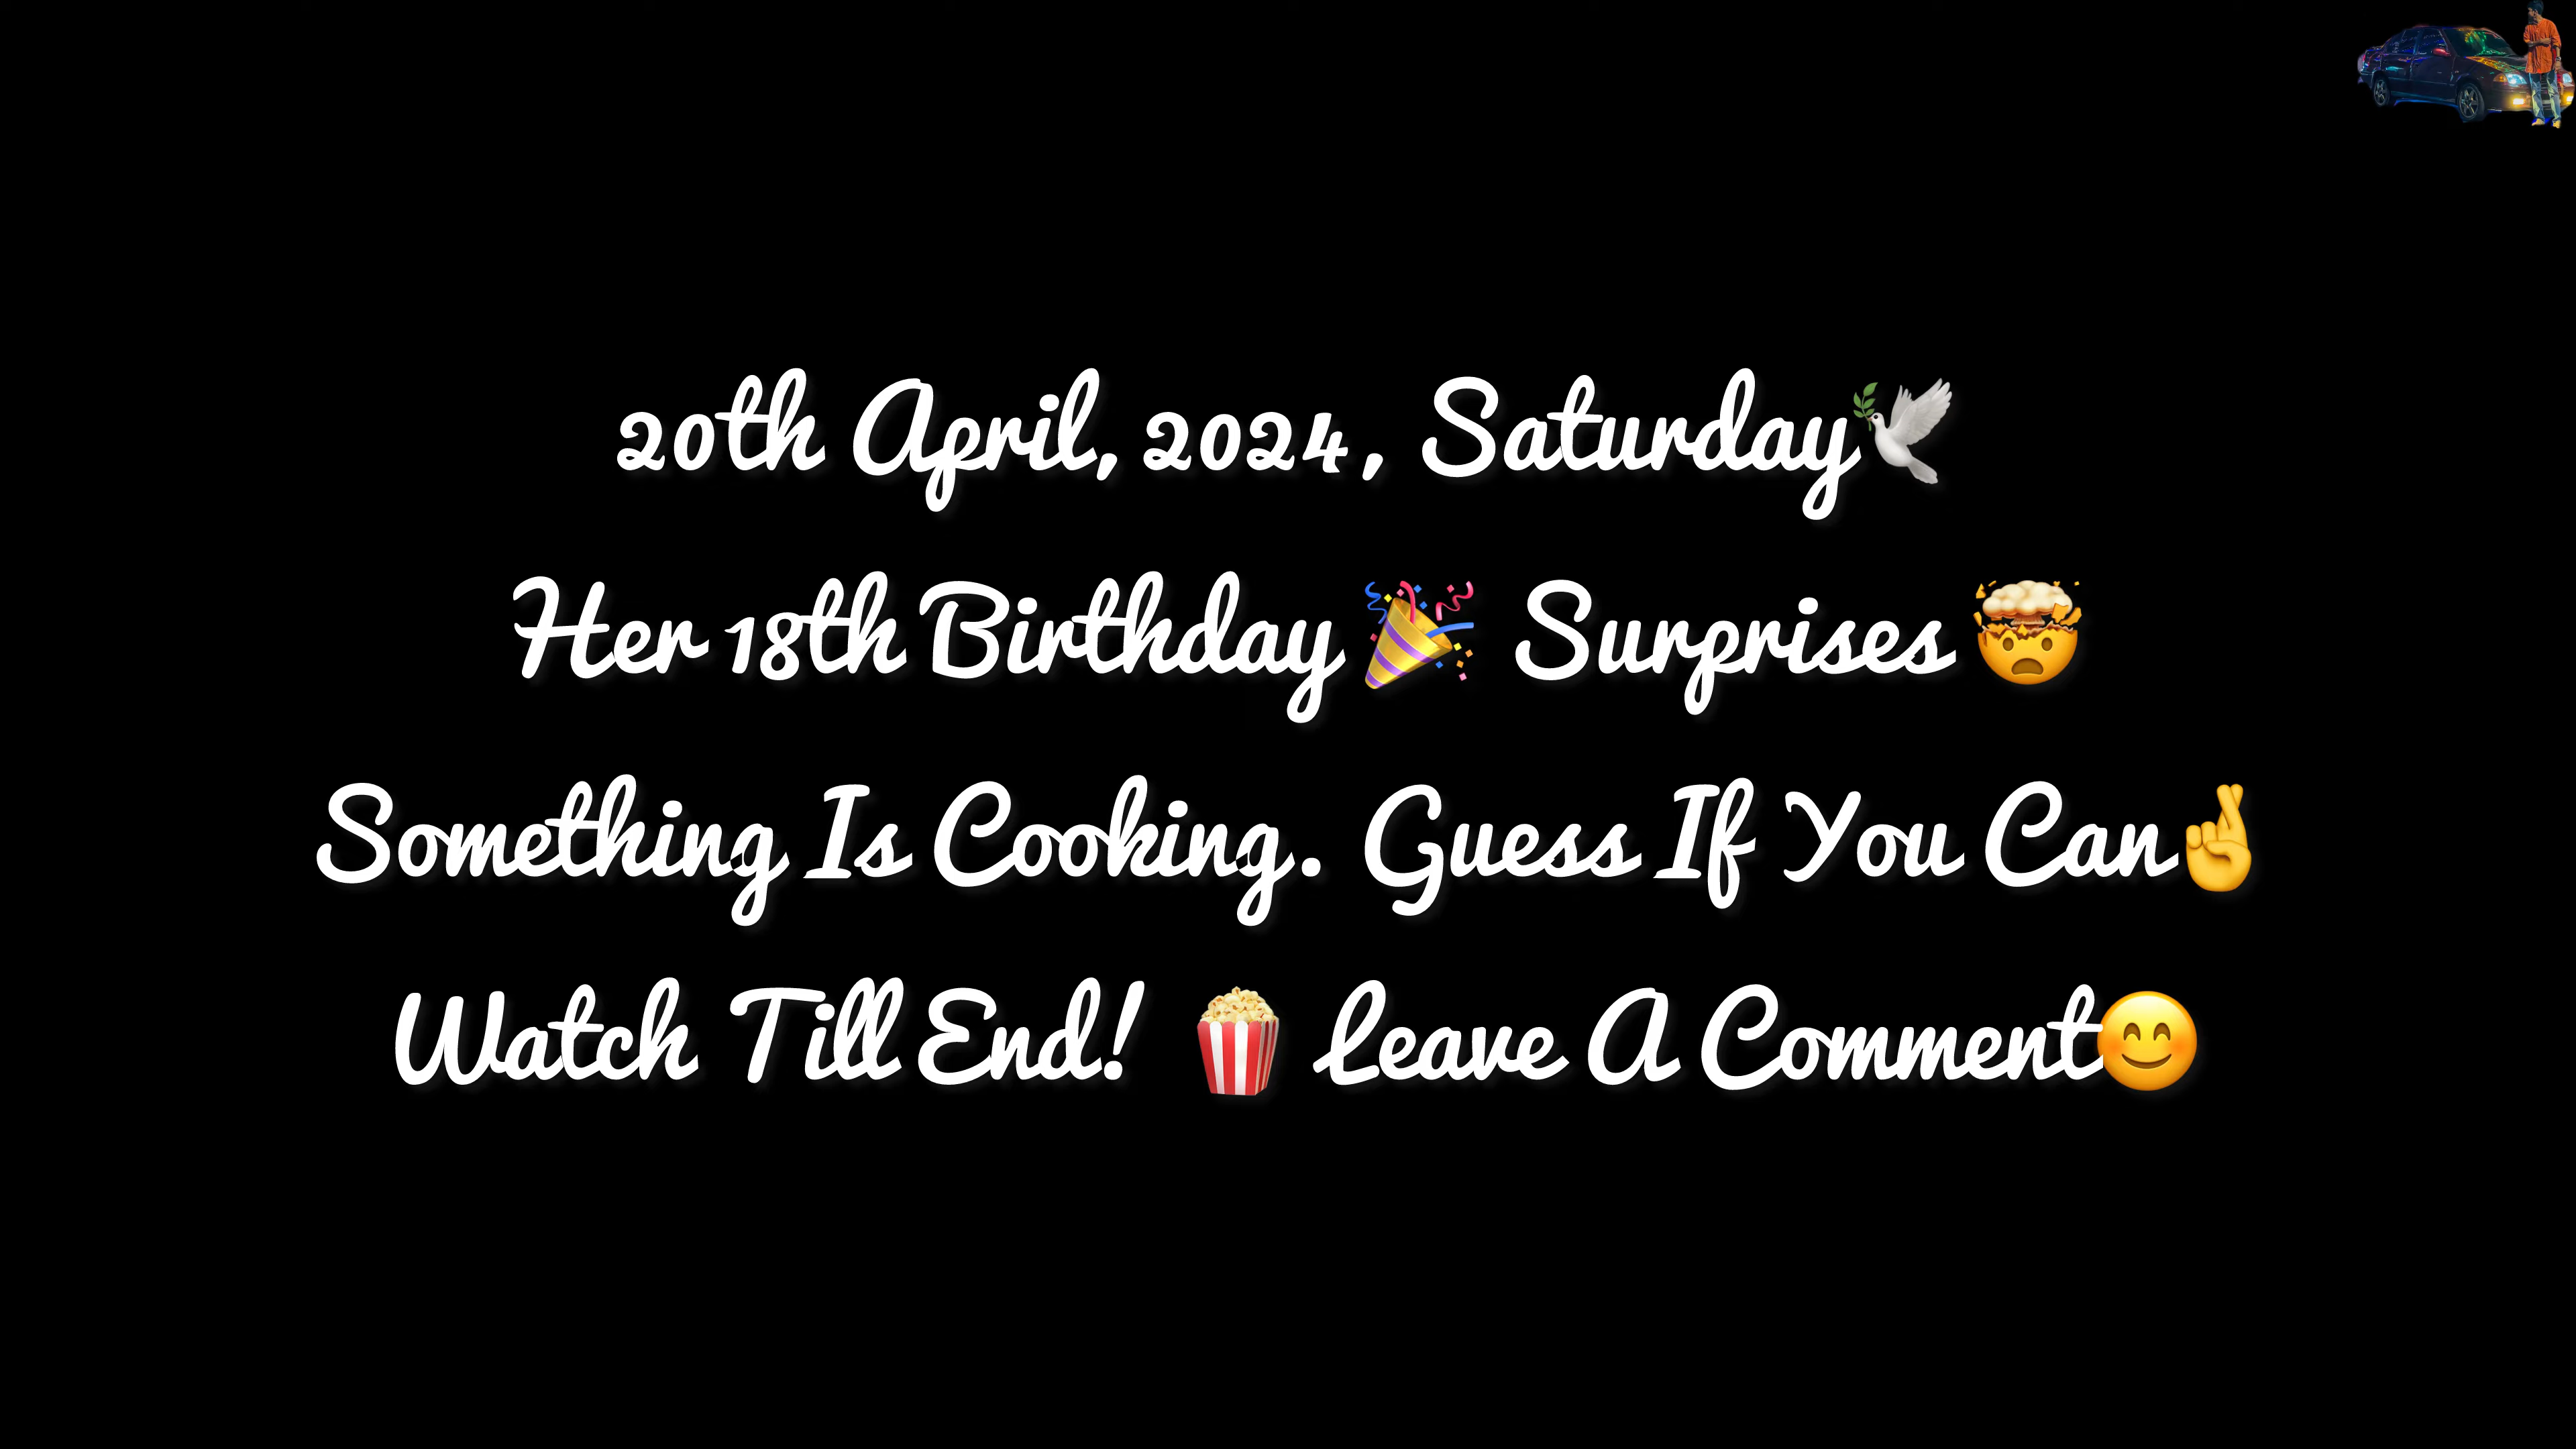 20th April, 2024, Saturday🕊️
Her 18th Birthday🎉 Surprises🤯
Something Is Cooking. Guess If You Can🤞
Watch Till End! 🍿 Leave A Comment😊